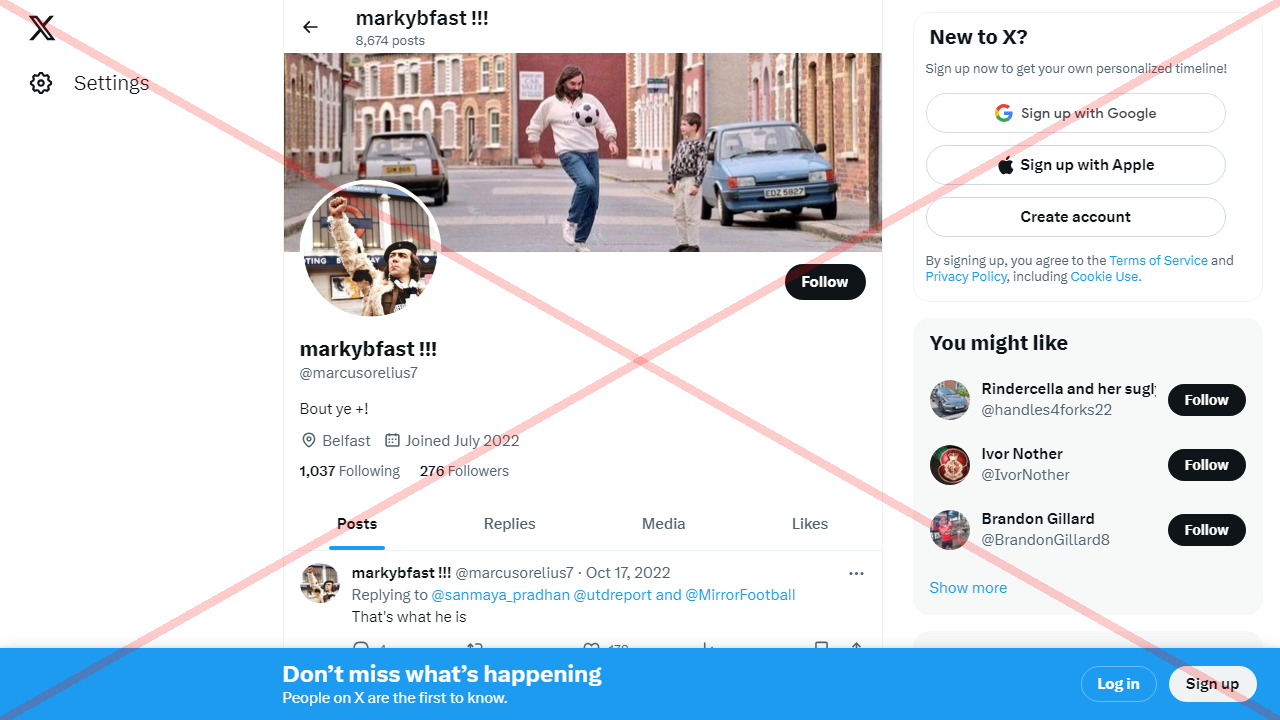 Settings
markybfast !!!
8,674 posts
EDZ 5827
Follow
markybfast !!!
@marcusorelius7
Bout ye +!
Belfast Joined July 2022
1,037 Following 276 Followers
Posts Replies Media Likes
markybfast !!! @marcusorelius7 · Oct 17, 2022
Replying to @sanmaya_pradhan @utdreport and @MirrorFootball
That's what he is
New to X?
Sign up now to get your own personalized timeline!
Sign up with Google
Sign up with Apple
Create account
By signing up, you agree to the Terms of Service and
Privacy Policy, including Cookie Use.
You might like
Rindercella and her sugl
@handles4forks22
Follow
Ivor Nother
@IvorNother
Follow
Brandon Gillard
@BrandonGillard8
Follow
Show more
Don’t miss what’s happening
People on X are the first to know.
Log in
Sign up